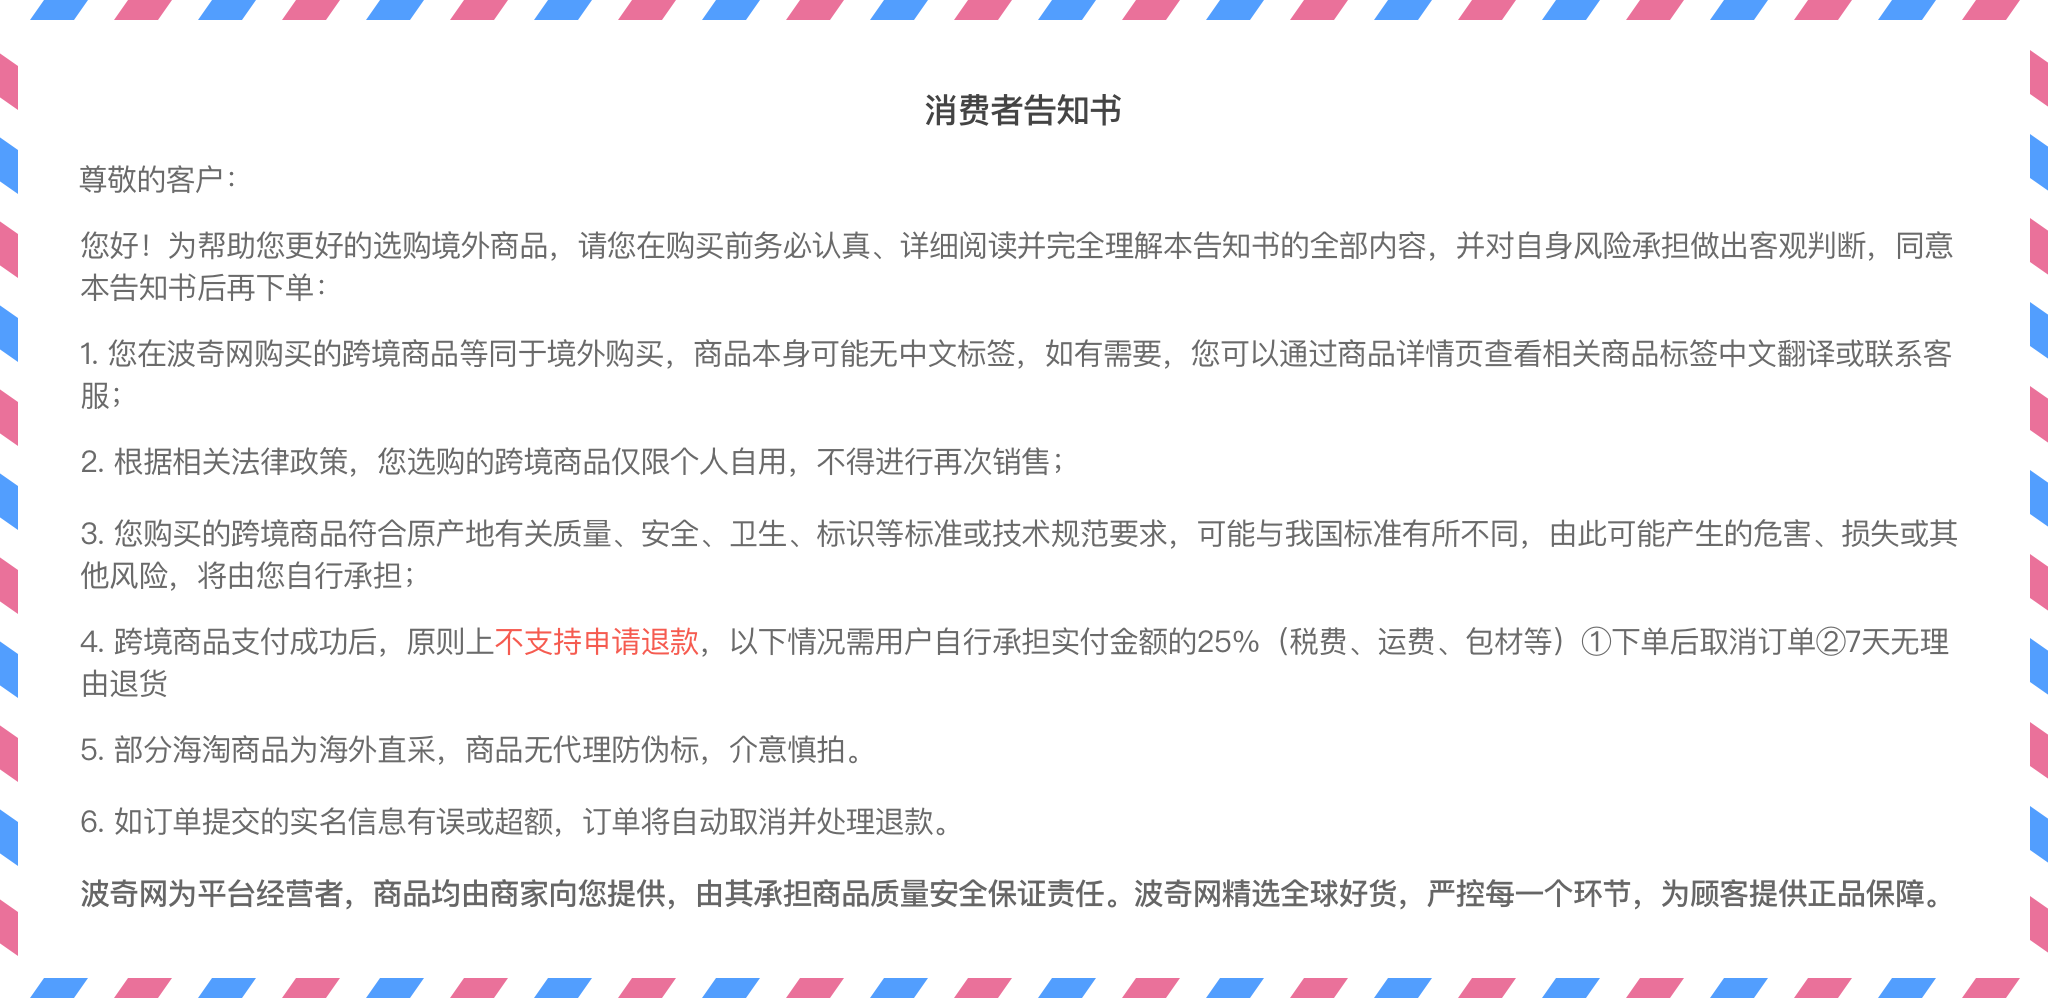 消费者告知书
尊敬的客户：
您好！为帮助您更好的选购境外商品，请您在购买前务必认真、详细阅读并完全理解本告知书的全部内容，并对自身风险承担做出客观判断，同意
本告知书后再下单：
1. 您在波奇网购买的跨境商品等同于境外购买，商品本身可能无中文标签，如有需要，您可以通过商品详情页查看相关商品标签中文翻译或联系客
服；
2. 根据相关法律政策，您选购的跨境商品仅限个人自用，不得进行再次销售；
3. 您购买的跨境商品符合原产地有关质量、安全、卫生、标识等标准或技术规范要求，可能与我国标准有所不同，由此可能产生的危害、损失或其
他风险，将由您自行承担；
4. 跨境商品支付成功后，原则上不支持申请退款，以下情况需用户自行承担实付金额的25%（税费、运费、包材等）①下单后取消订单②7天无理
由退货
5. 部分海淘商品为海外直采，商品无代理防伪标，介意慎拍。
6. 如订单提交的实名信息有误或超额，订单将自动取消并处理退款。
波奇网为平台经营者，商品均由商家向您提供，由其承担商品质量安全保证责任。波奇网精选全球好货，严控每一个环节，为顾客提供正品保障。